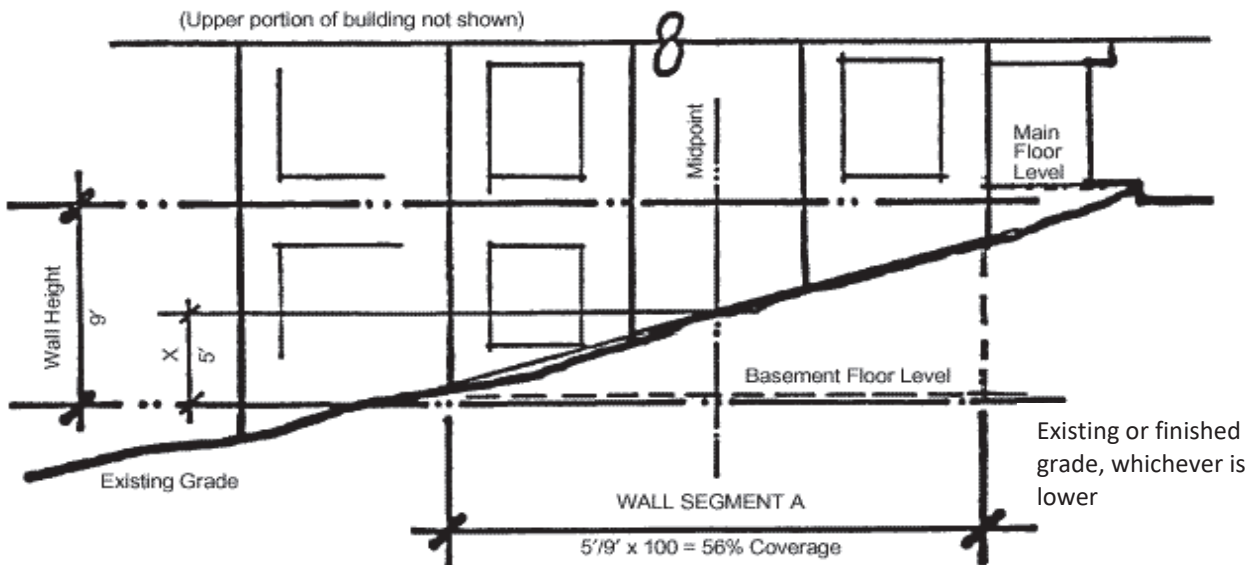 (Upper portion of building not shown)
8
Midpoint
Main
Floor
Level
Wall Height
9′
X
5′
Basement Floor Level
Existing Grade
Existing or finished
grade, whichever is
lower
WALL SEGMENT A
5′/9′ x 100 = 56% Coverage